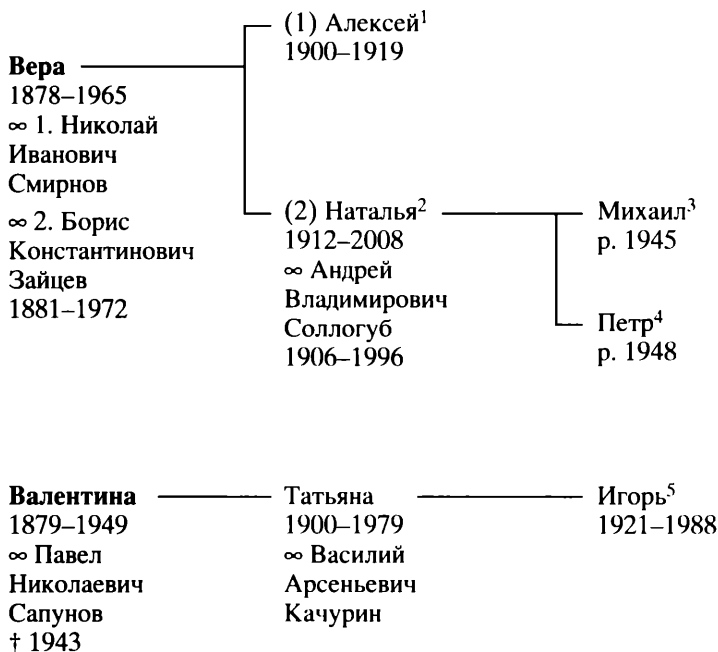 (1) Алексей¹
1900–1919
Вера
1878–1965
∞ 1. Николай
Иванович
Смирнов
∞ 2. Борис
Константинович
Зайцев
1881–1972
(2) Наталья²
1912–2008
∞ Андрей
Владимирович
Соллогуб
1906–1996
Михаил³
р. 1945
Петр⁴
р. 1948
Валентина
1879–1949
∞ Павел
Николаевич
Сапунов
† 1943
Татьяна
1900–1979
∞ Василий
Арсеньевич
Качурин
Игорь⁵
1921–1988